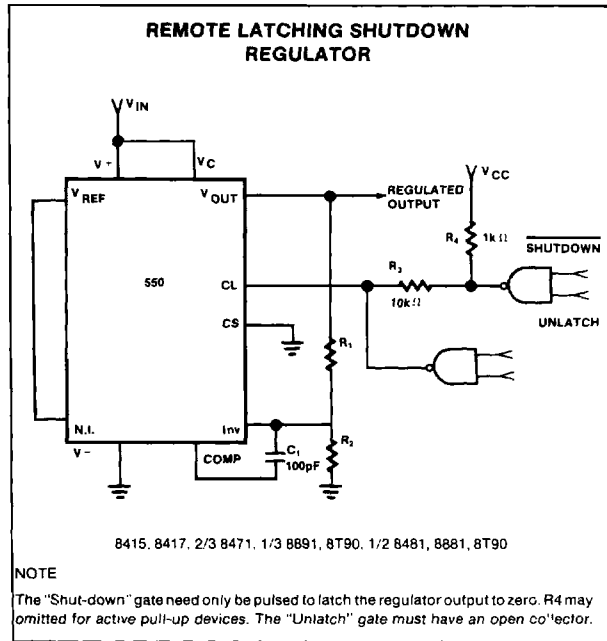 REMOTE LATCHING SHUTDOWN
REGULATOR
VIN
V+
VC
VREF
VOUT
REGULATED
OUTPUT
VCC
R4
1kΩ
SHUTDOWN
550
CL
R3
10kΩ
UNLATCH
CS
R1
N.I.
Inv
R2
V-
COMP
C1
100pF
8415, 8417, 2/3 8471, 1/3 8891, 8T90, 1/2 8481, 8881, 8T90
NOTE
The "Shut-down" gate need only be pulsed to latch the regulator output to zero. R4 may
omitted for active pull-up devices. The "Unlatch" gate must have an open collector.